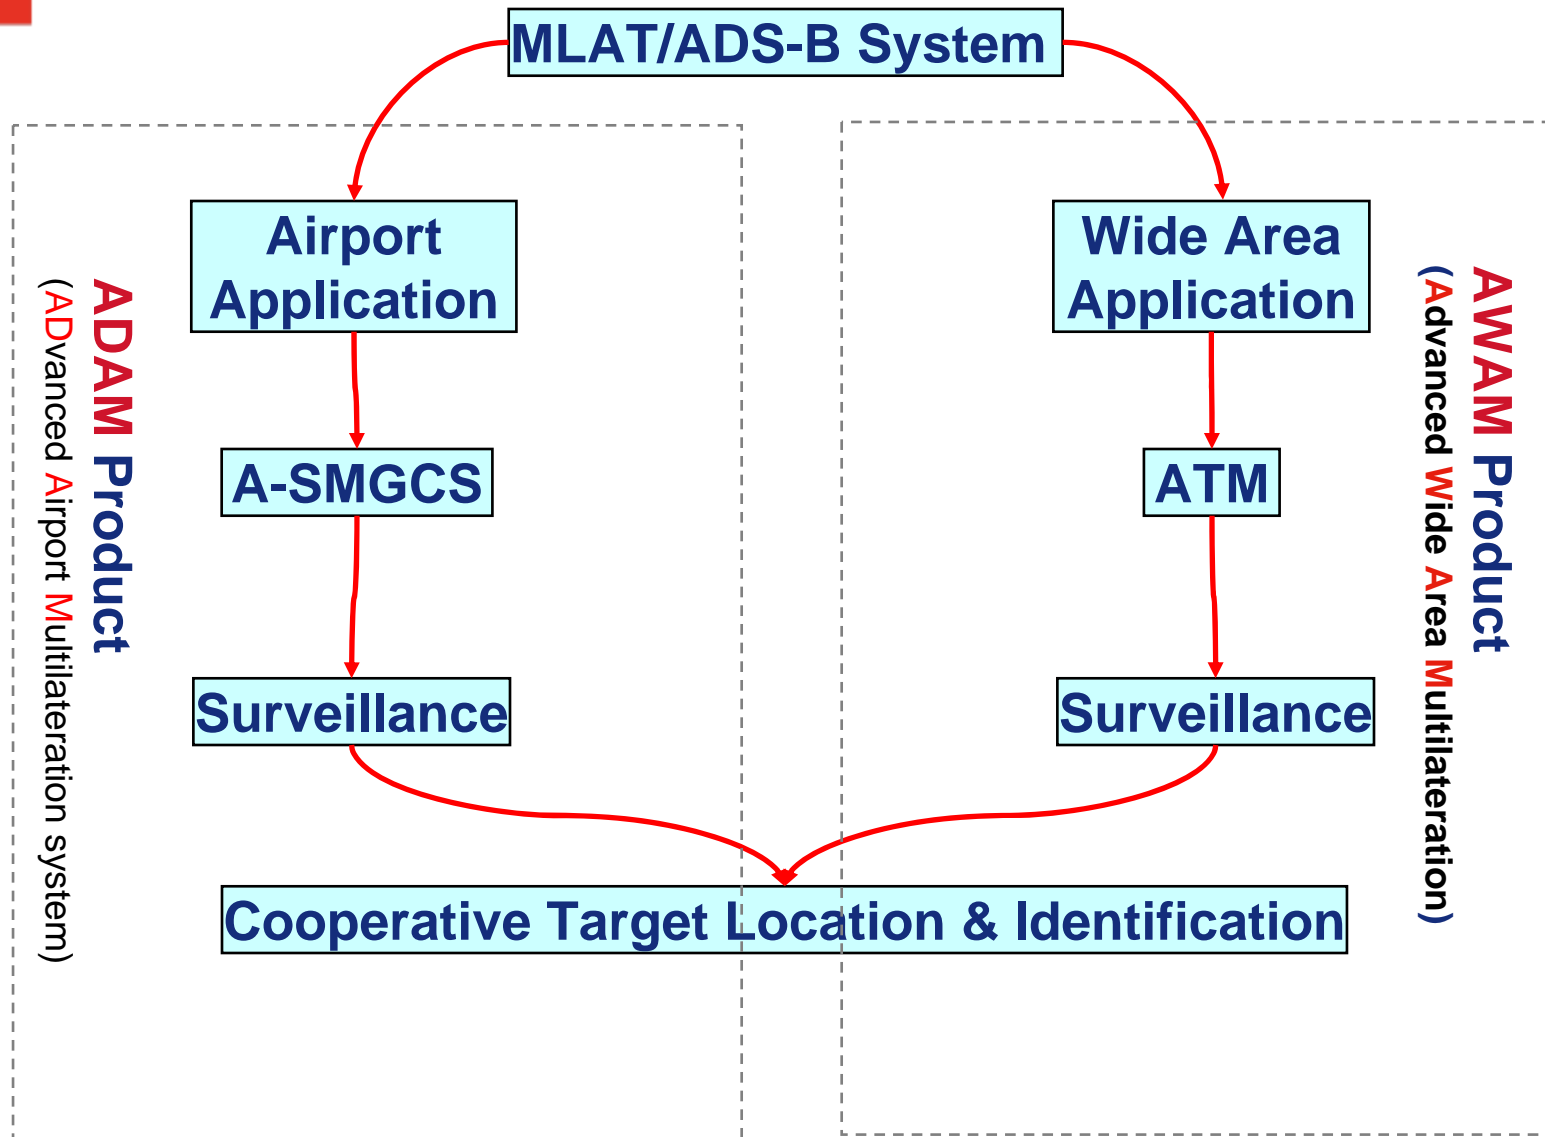 MLAT/ADS-B System
Airport
Application
Wide Area
Application
ADAM Product
(ADvanced Airport Multilateration system)
AWAM Product
(Advanced Wide Area Multilateration)
A-SMGCS
ATM
Surveillance
Surveillance
Cooperative Target Location & Identification